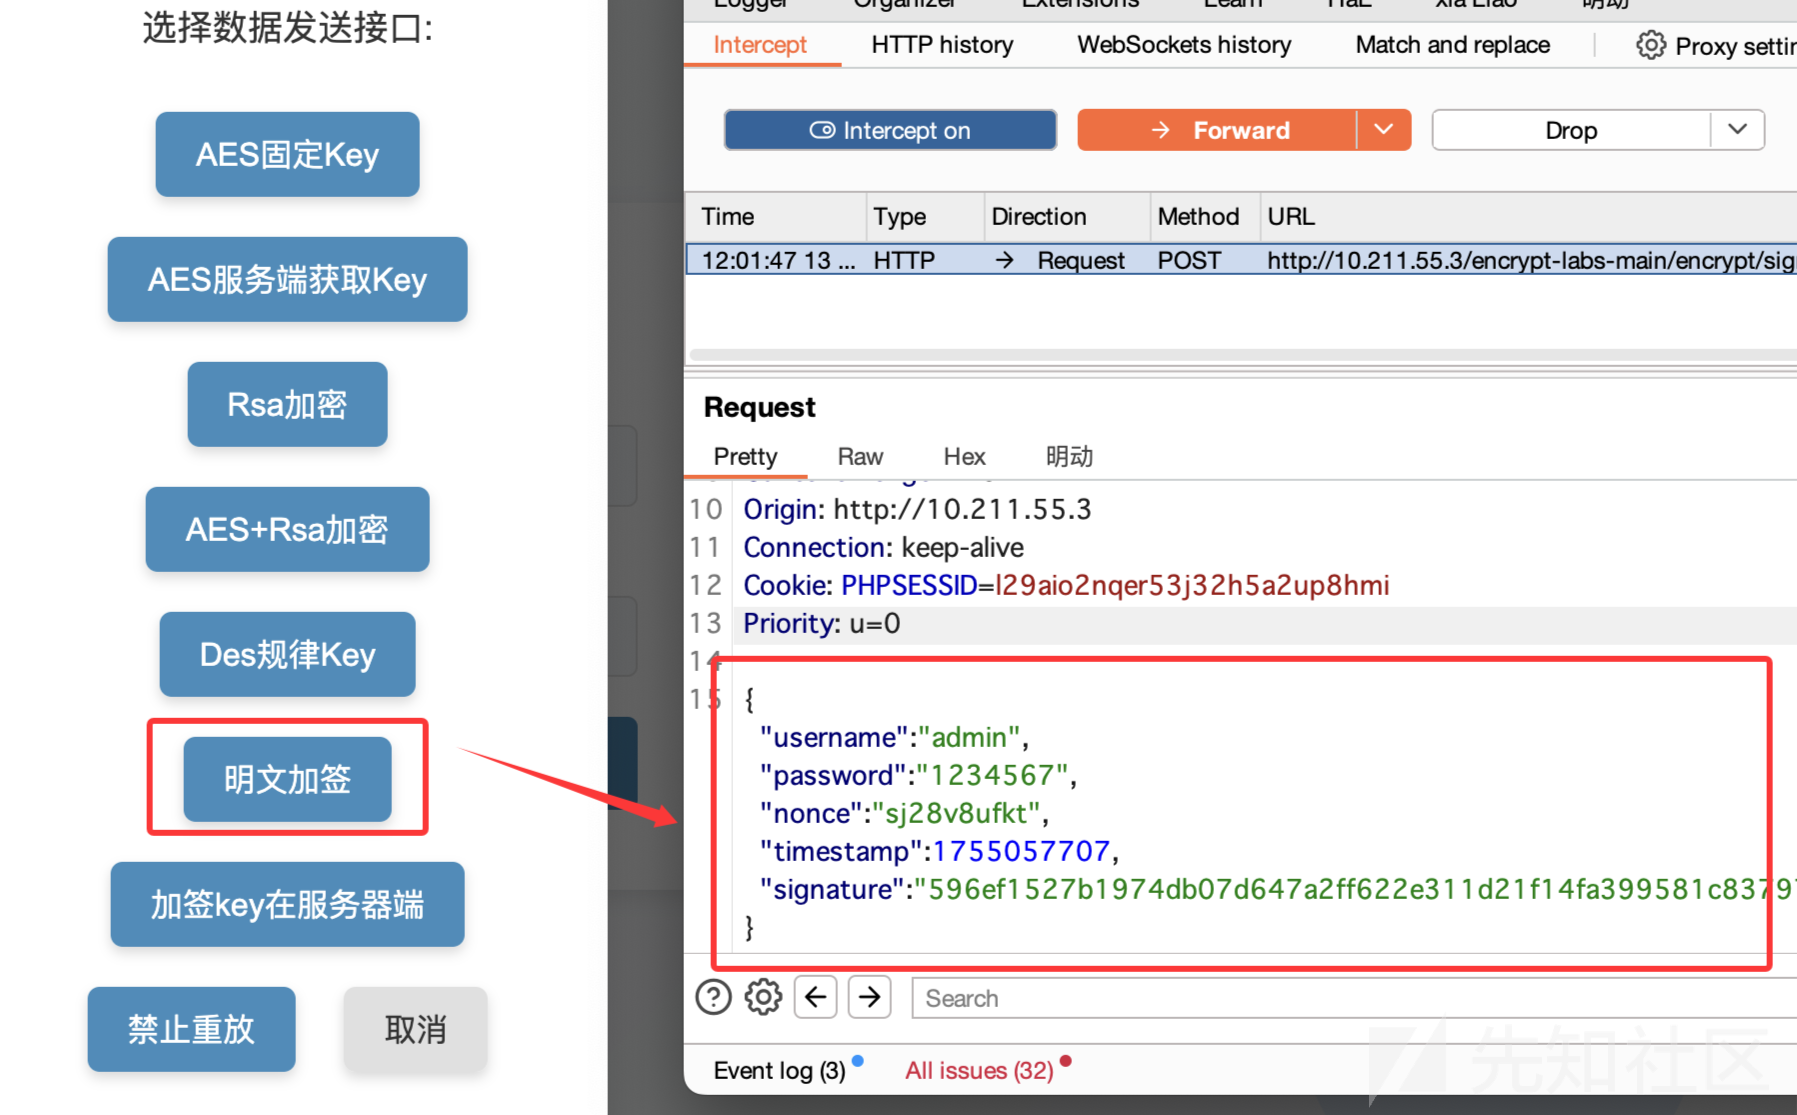 选择数据发送接口:
AES固定Key
AES服务端获取Key
Rsa加密
AES+Rsa加密
Des规律Key
明文加签
加签key在服务器端
禁止重放
取消
Logger Organizer Extensions Learn HaE xia Liao 明动
Intercept HTTP history WebSockets history Match and replace Proxy settin
Intercept on Forward Drop
Time Type Direction Method URL
12:01:47 13 ... HTTP → Request POST http://10.211.55.3/encrypt-labs-main/encrypt/sig
Request
Pretty Raw Hex 明动
10 Origin: http://10.211.55.3
11 Connection: keep-alive
12 Cookie: PHPSESSID=l29aio2nqer53j32h5a2up8hmi
13 Priority: u=0
14
15 {
"username":"admin",
"password":"1234567",
"nonce":"sj28v8ufkt",
"timestamp":1755057707,
"signature":"596ef1527b1974db07d647a2ff622e311d21f14fa399581c8379
}
Search
Event log (3) All issues (32)
先知社区